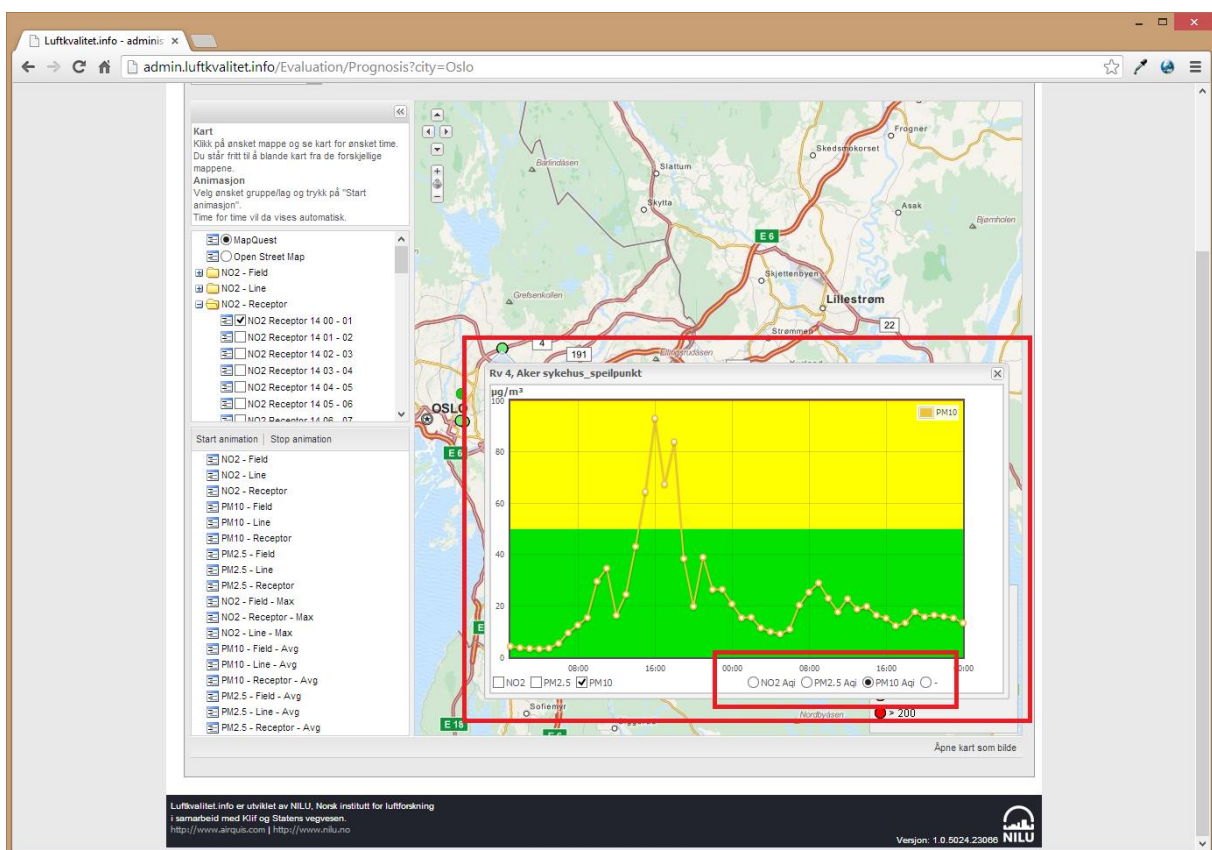 Luftkvalitet.info - adminis
admin.luftkvalitet.info/Evaluation/Prognosis?city=Oslo
Kart
Klikk på ønsket mappe og se kart for ønsket time.
Du står fritt til å blande kart fra de forskjellige
mappene.
Animasjon
Velg ønsket gruppe/lag og trykk på "Start
animasjon".
Time for time vil da vises automatisk.
MapQuest
Open Street Map
NO2 - Field
NO2 - Line
NO2 - Receptor
NO2 Receptor 14 00 - 01
NO2 Receptor 14 01 - 02
NO2 Receptor 14 02 - 03
NO2 Receptor 14 03 - 04
NO2 Receptor 14 04 - 05
NO2 Receptor 14 05 - 06
NO2 Receptor 14 06 - 07
Start animation | Stop animation
NO2 - Field
NO2 - Line
NO2 - Receptor
PM10 - Field
PM10 - Line
PM10 - Receptor
PM2.5 - Field
PM2.5 - Line
PM2.5 - Receptor
NO2 - Field - Max
NO2 - Receptor - Max
NO2 - Line - Max
PM10 - Field - Avg
PM10 - Line - Avg
PM10 - Receptor - Avg
PM2.5 - Field - Avg
PM2.5 - Line - Avg
PM2.5 - Receptor - Avg
Frogner
Skedsmokorset
Barlindåsen
Slattum
Skytta
Asak
Bjørnholen
E 6
Skjettenbyen
Grefsenkollen
Lillestrøm
Strømmen
22
4
191
Ellingsrudåsen
OSLO
E 6
Rv 4, Aker sykehus_speilpunkt
µg/m³
100
80
60
40
20
0
PM10
08:00 16:00 00:00 08:00 16:00 00:00
NO2 PM2.5 PM10
NO2 Aqi PM2.5 Aqi PM10 Aqi -
Sofiemyr
Nordbyåsen
> 200
E 18
E 6
Åpne kart som bilde
Luftkvalitet.info er utviklet av NILU, Norsk institutt for luftforskning
i samarbeid med Klif og Statens vegvesen.
http://www.airquis.com | http://www.nilu.no
Versjon: 1.0.5024.23066
NILU